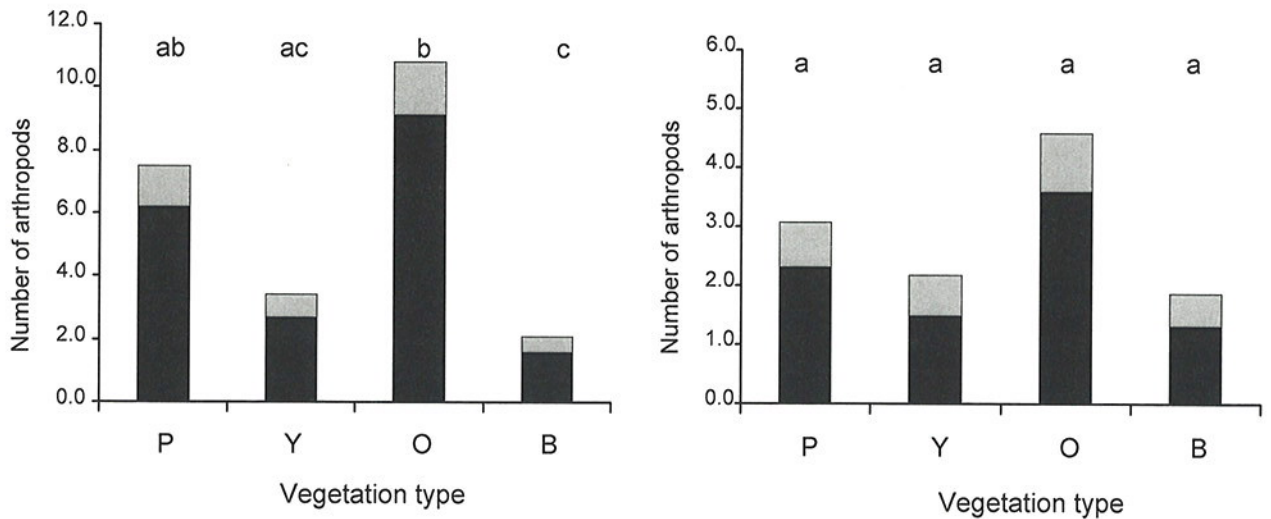 12.0
10.0
8.0
6.0
4.0
2.0
0.0
Number of arthropods
ab ac b c
P Y O B
Vegetation type
6.0
5.0
4.0
3.0
2.0
1.0
0.0
Number of arthropods
a a a a
P Y O B
Vegetation type